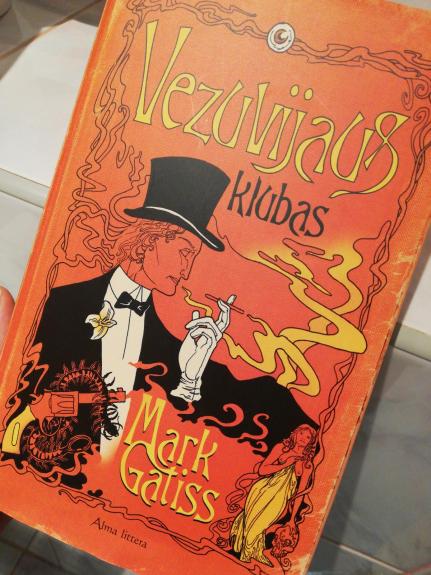 Vezuvijaus
klubas
Mark
Gatiss
Alma littera